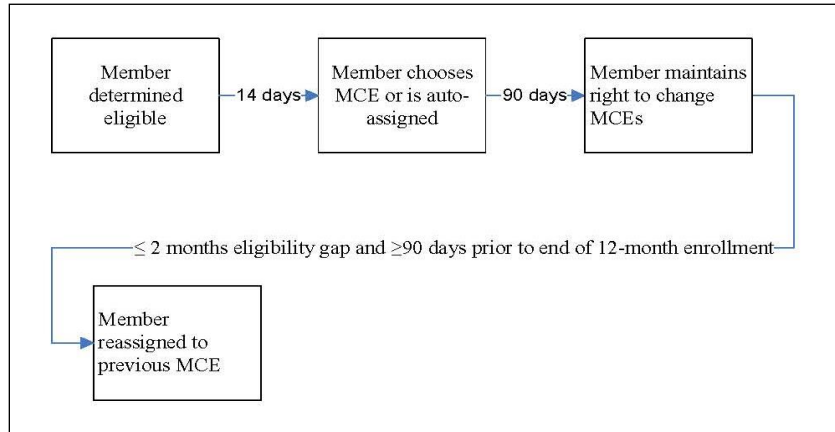 Member
determined
eligible
14 days
Member chooses
MCE or is auto-
assigned
90 days
Member maintains
right to change
MCEs
≤ 2 months eligibility gap and ≥90 days prior to end of 12-month enrollment
Member
reassigned to
previous MCE